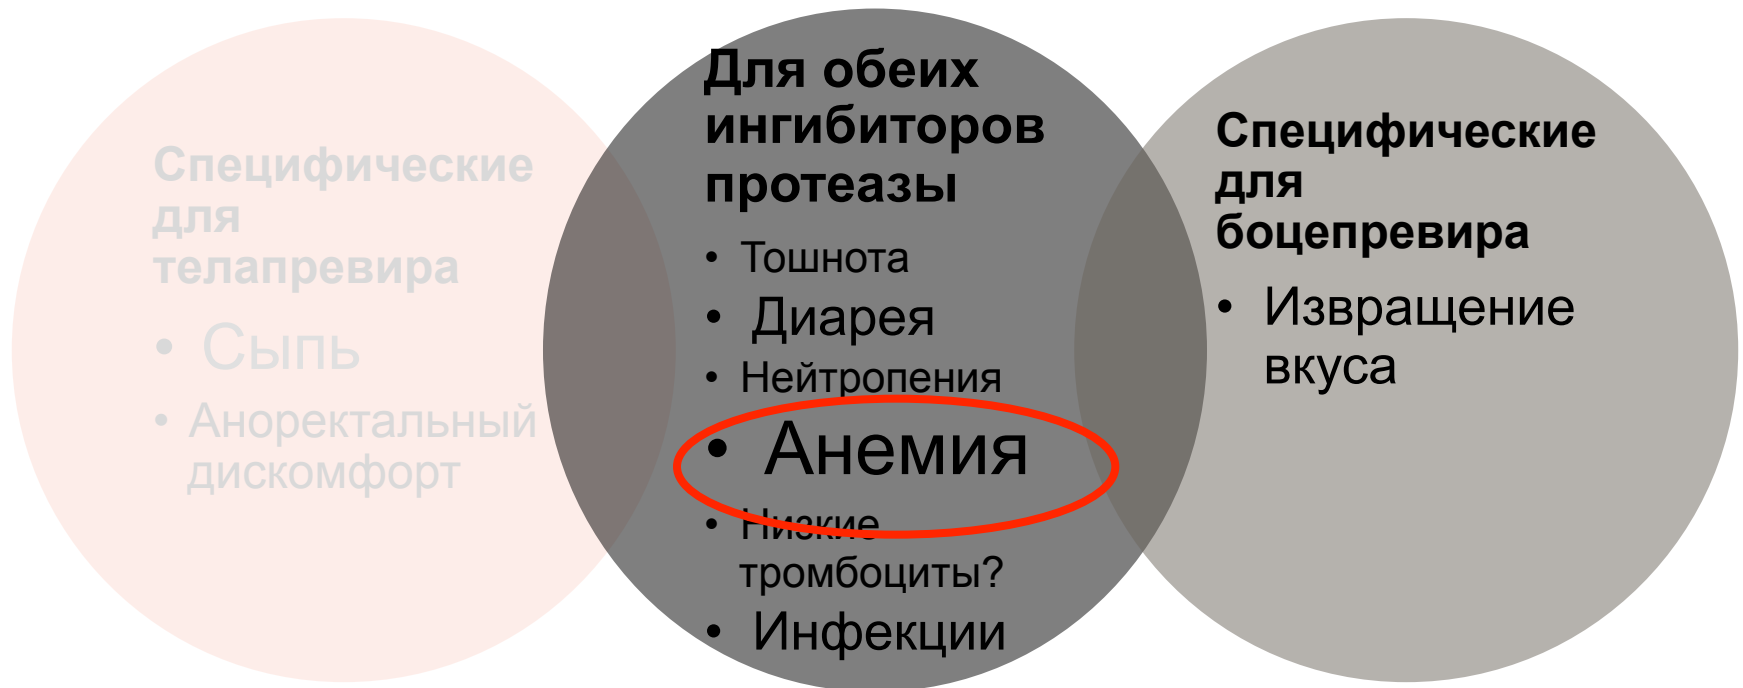 Специфические
для
телапревира
• Сыпь
• Аноректальный
дискомфорт
Для обеих
ингибиторов
протеазы
• Тошнота
• Диарея
• Нейтропения
• Анемия
• Низкие
тромбоциты?
• Инфекции
Специфические
для
боцепревира
• Извращение
вкуса